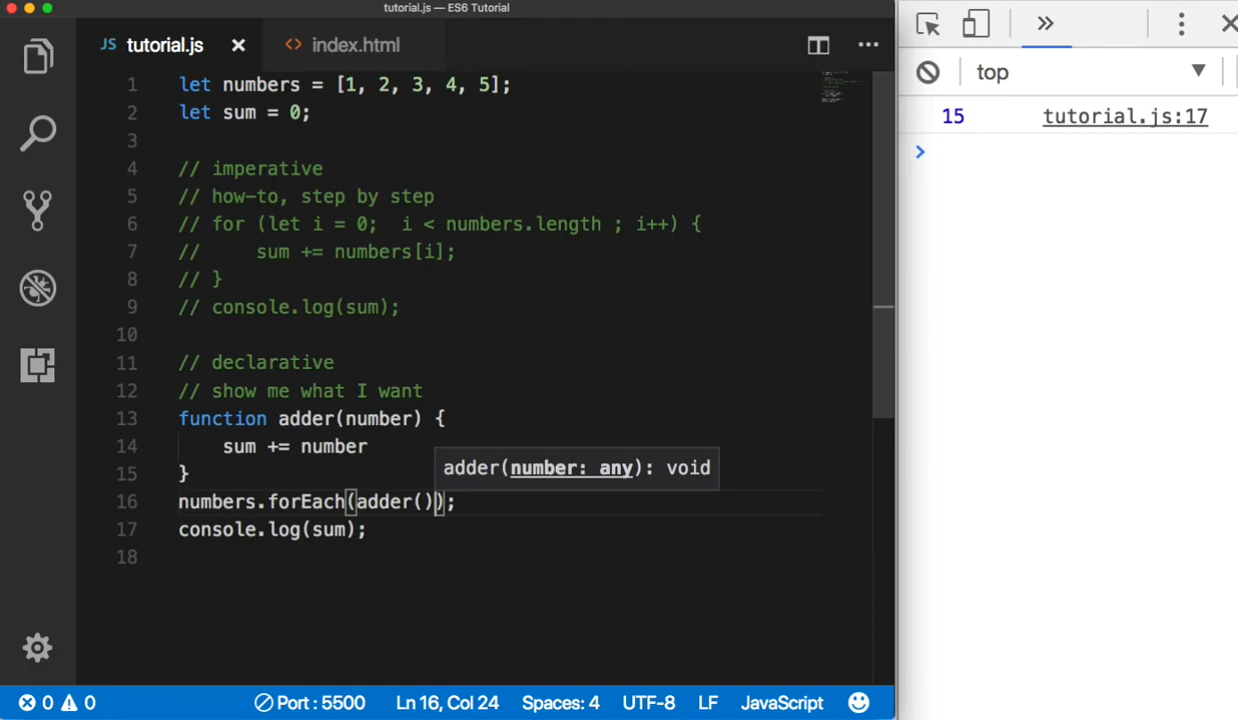 tutorial.js — ES6 Tutorial
JS tutorial.js
<> index.html
top
15 tutorial.js:17
1 let numbers = [1, 2, 3, 4, 5];
2 let sum = 0;
3
4 // imperative
5 // how-to, step by step
6 // for (let i = 0;  i < numbers.length ; i++) {
7 //     sum += numbers[i];
8 // }
9 // console.log(sum);
10
11 // declarative
12 // show me what I want
13 function adder(number) {
14     sum += number
15 }
adder(number: any): void
16 numbers.forEach(adder());
17 console.log(sum);
18
0 0 Port : 5500 Ln 16, Col 24 Spaces: 4 UTF-8 LF JavaScript